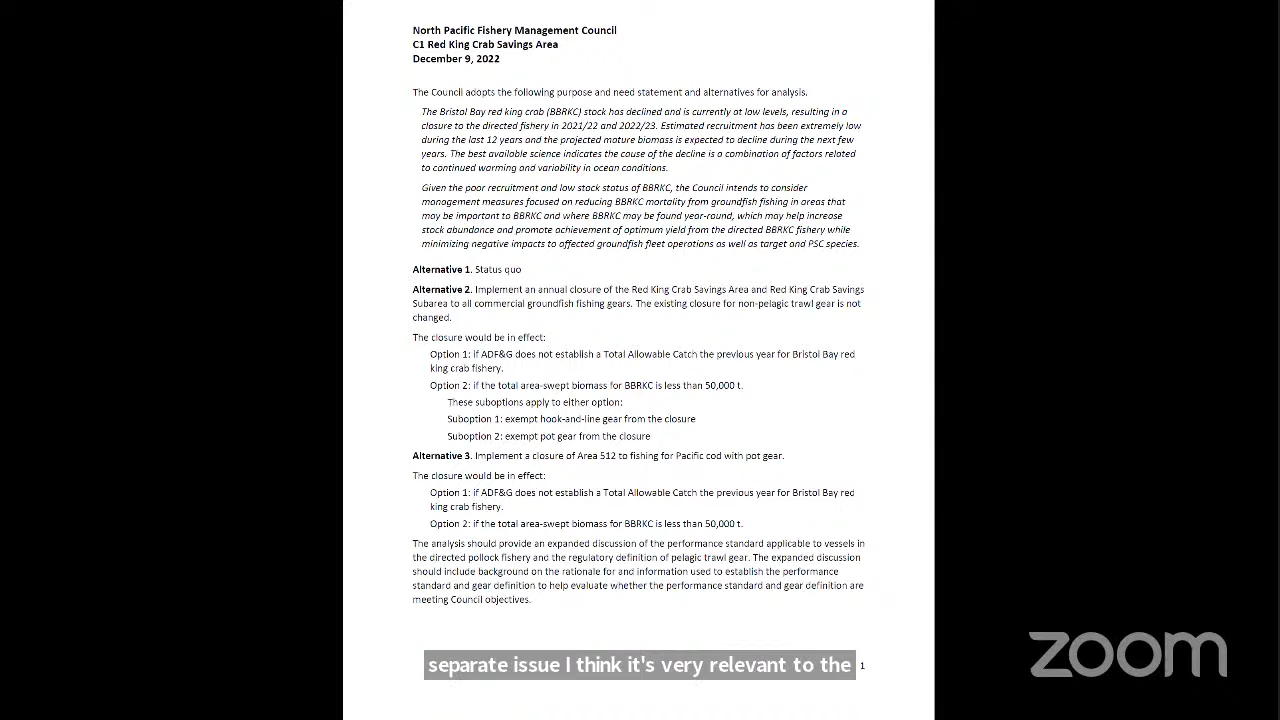 North Pacific Fishery Management Council
C1 Red King Crab Savings Area
December 9, 2022
The Council adopts the following purpose and need statement and alternatives for analysis.
The Bristol Bay red king crab (BBRKC) stock has declined and is currently at low levels, resulting in a
closure to the directed fishery in 2021/22 and 2022/23. Estimated recruitment has been extremely low
during the last 12 years and the projected mature biomass is expected to decline during the next few
years. The best available science indicates the cause of the decline is a combination of factors related
to continued warming and variability in ocean conditions.
Given the poor recruitment and low stock status of BBRKC, the Council intends to consider
management measures focused on reducing BBRKC mortality from groundfish fishing in areas that
may be important to BBRKC and where BBRKC may be found year-round, which may help increase
stock abundance and promote achievement of optimum yield from the directed BBRKC fishery while
minimizing negative impacts to affected groundfish fleet operations as well as target and PSC species.
Alternative 1. Status quo
Alternative 2. Implement an annual closure of the Red King Crab Savings Area and Red King Crab Savings
Subarea to all commercial groundfish fishing gears. The existing closure for non-pelagic trawl gear is not
changed.
The closure would be in effect:
Option 1: if ADF&G does not establish a Total Allowable Catch the previous year for Bristol Bay red
king crab fishery.
Option 2: if the total area-swept biomass for BBRKC is less than 50,000 t.
These suboptions apply to either option:
Suboption 1: exempt hook-and-line gear from the closure
Suboption 2: exempt pot gear from the closure
Alternative 3. Implement a closure of Area 512 to fishing for Pacific cod with pot gear.
The closure would be in effect:
Option 1: if ADF&G does not establish a Total Allowable Catch the previous year for Bristol Bay red
king crab fishery.
Option 2: if the total area-swept biomass for BBRKC is less than 50,000 t.
The analysis should provide an expanded discussion of the performance standard applicable to vessels in
the directed pollock fishery and the regulatory definition of pelagic trawl gear. The expanded discussion
should include background on the rationale for and information used to establish the performance
standard and gear definition to help evaluate whether the performance standard and gear definition are
meeting Council objectives.
separate issue I think it's very relevant to the
1
zoom